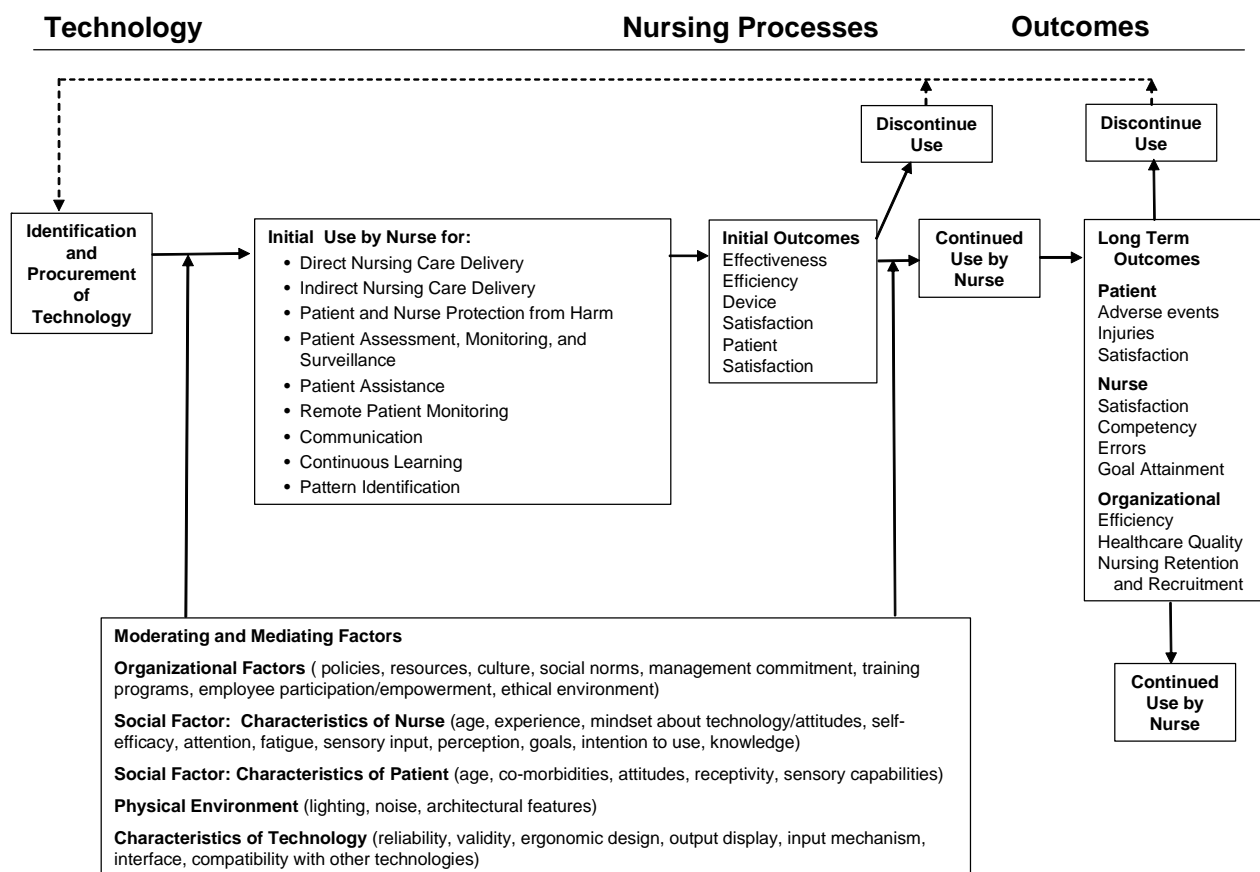 Technology
Nursing Processes
Outcomes
Discontinue
Use
Discontinue
Use
Identification
and
Procurement
of
Technology
Initial Use by Nurse for:
• Direct Nursing Care Delivery
• Indirect Nursing Care Delivery
• Patient and Nurse Protection from Harm
• Patient Assessment, Monitoring, and
Surveillance
• Patient Assistance
• Remote Patient Monitoring
• Communication
• Continuous Learning
• Pattern Identification
Initial Outcomes
Effectiveness
Efficiency
Device
Satisfaction
Patient
Satisfaction
Continued
Use by
Nurse
Long Term
Outcomes
Patient
Adverse events
Injuries
Satisfaction
Nurse
Satisfaction
Competency
Errors
Goal Attainment
Organizational
Efficiency
Healthcare Quality
Nursing Retention
and Recruitment
Continued
Use by
Nurse
Moderating and Mediating Factors
Organizational Factors ( policies, resources, culture, social norms, management commitment, training
programs, employee participation/empowerment, ethical environment)
Social Factor: Characteristics of Nurse (age, experience, mindset about technology/attitudes, self-
efficacy, attention, fatigue, sensory input, perception, goals, intention to use, knowledge)
Social Factor: Characteristics of Patient (age, co-morbidities, attitudes, receptivity, sensory capabilities)
Physical Environment (lighting, noise, architectural features)
Characteristics of Technology (reliability, validity, ergonomic design, output display, input mechanism,
interface, compatibility with other technologies)